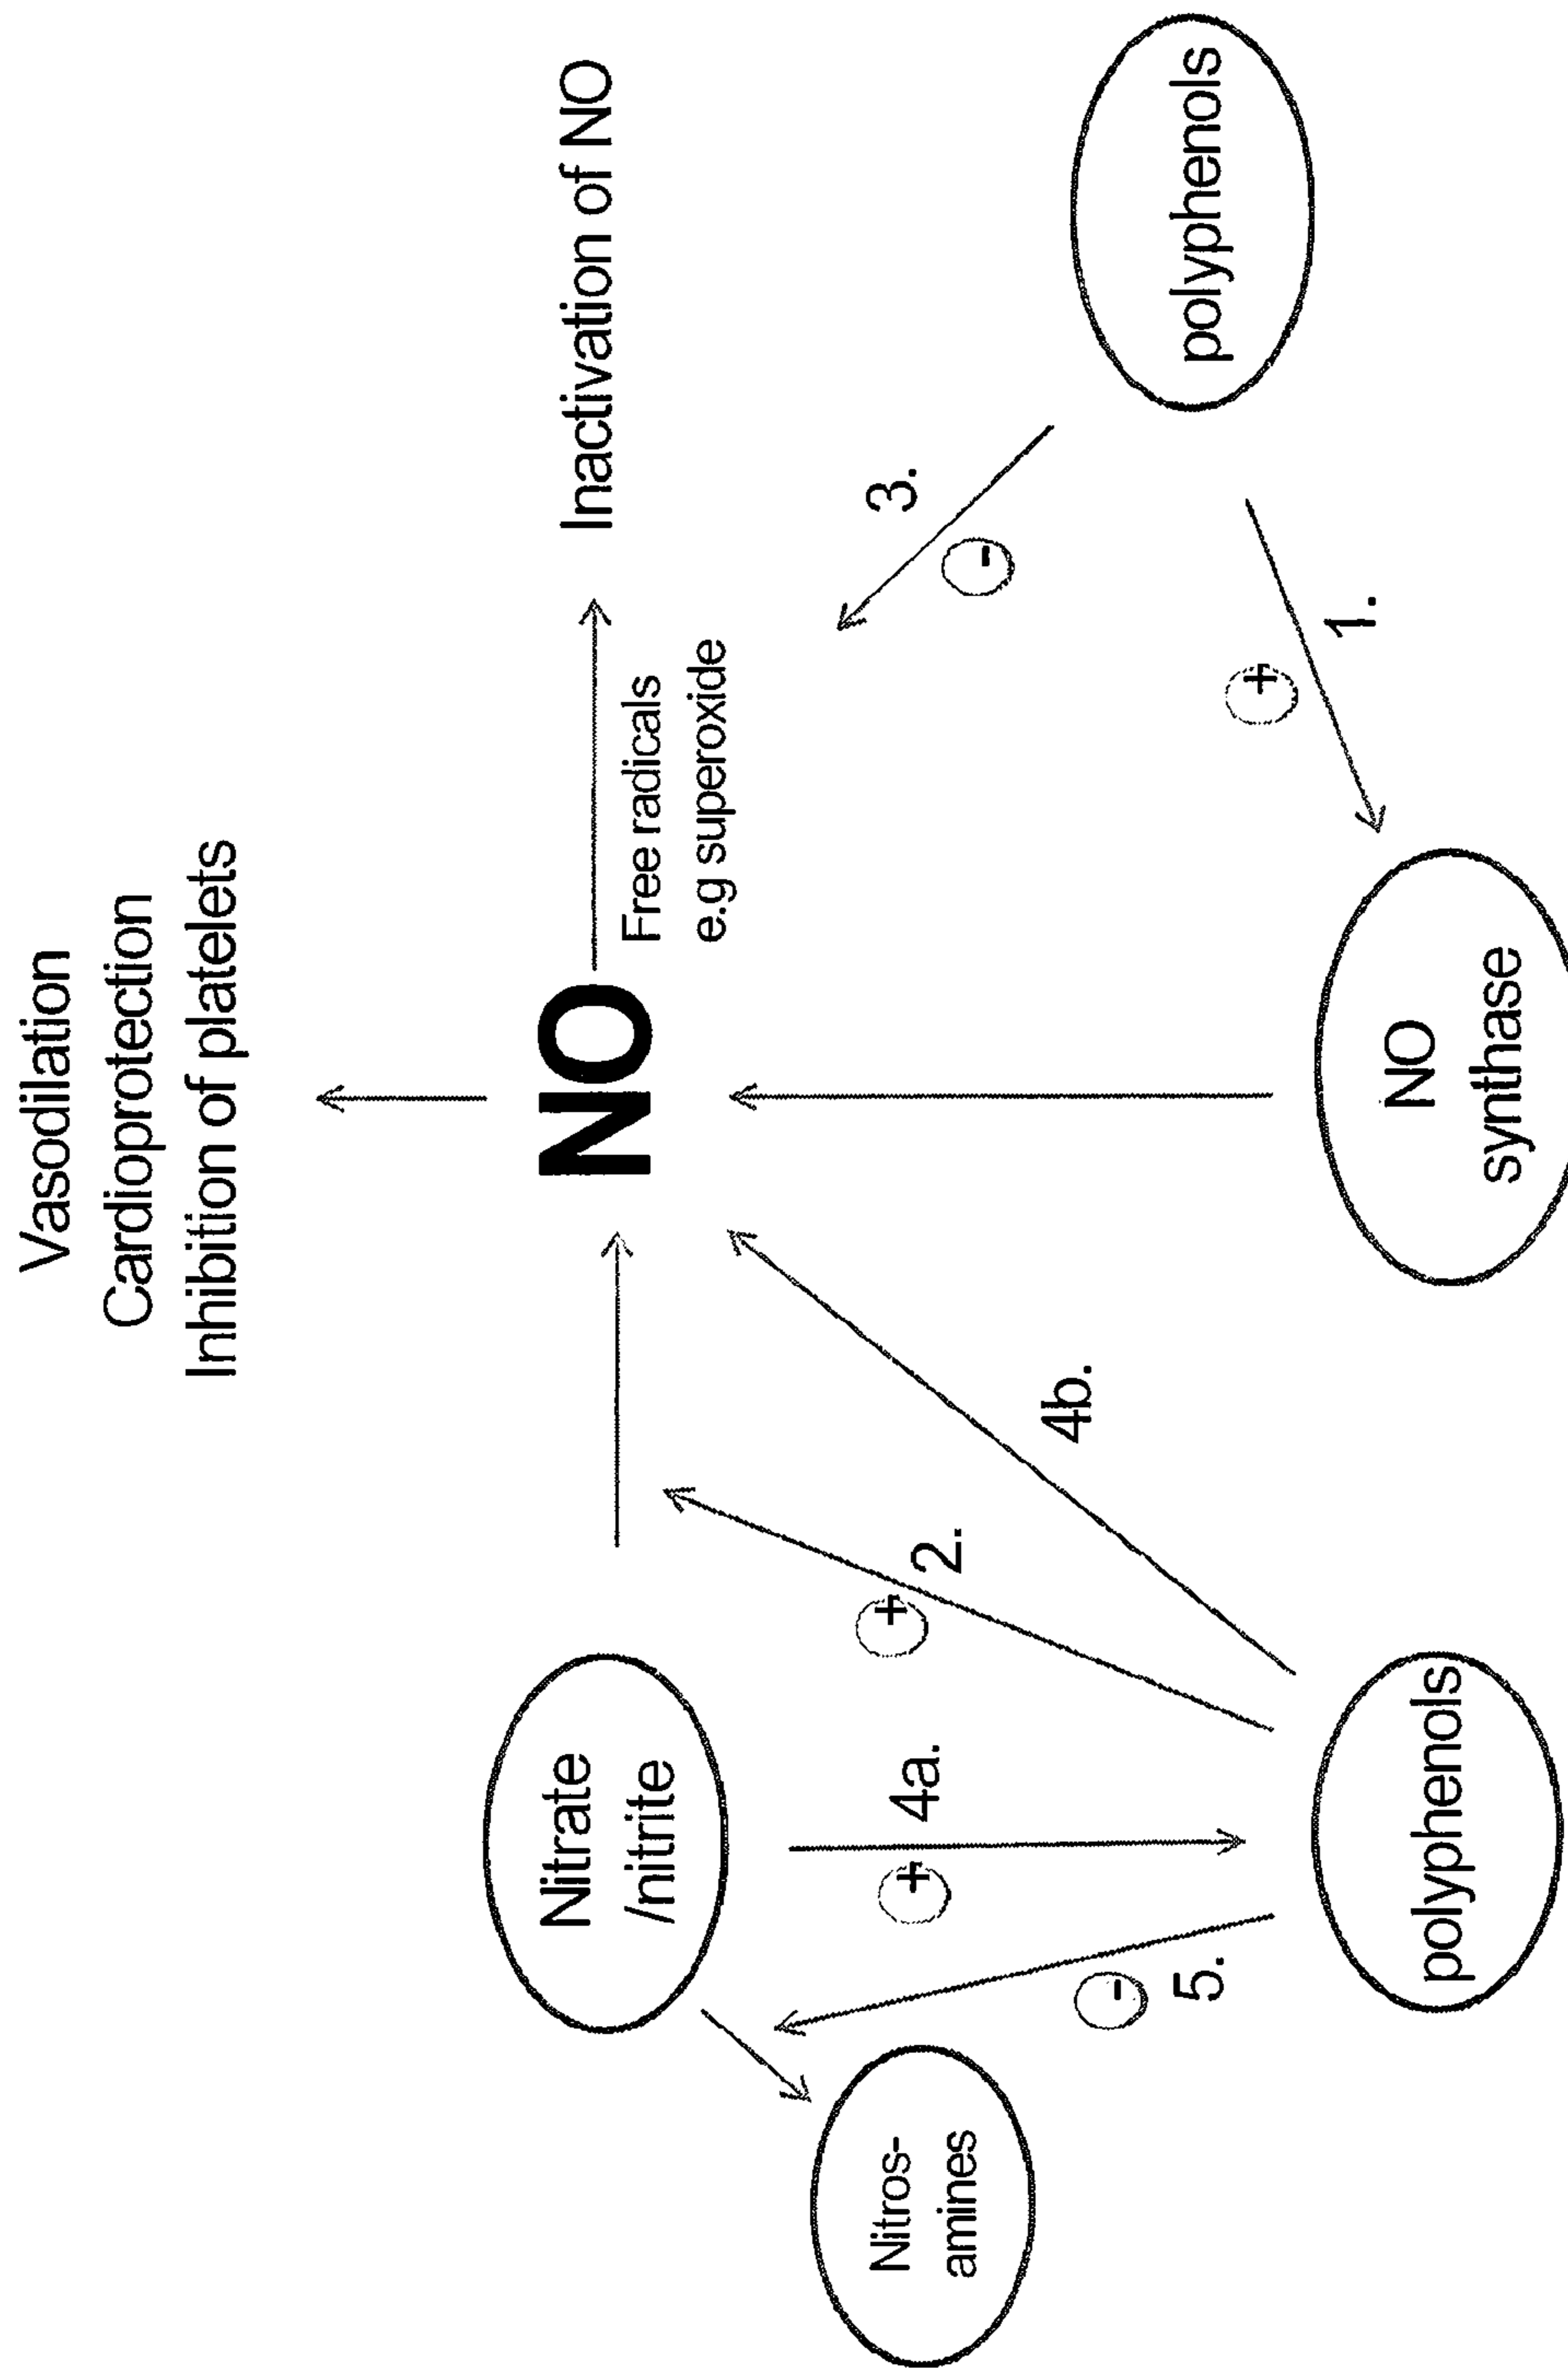 Vasodilation
Cardioprotection
Inhibition of platelets
Nitrate
/nitrite
NO
Inactivation of NO
Free radicals
e.g superoxide
Nitros-
amines
-
5.
+
4a.
+
2.
4b.
-
3.
+
1.
polyphenols
NO
synthase
polyphenols